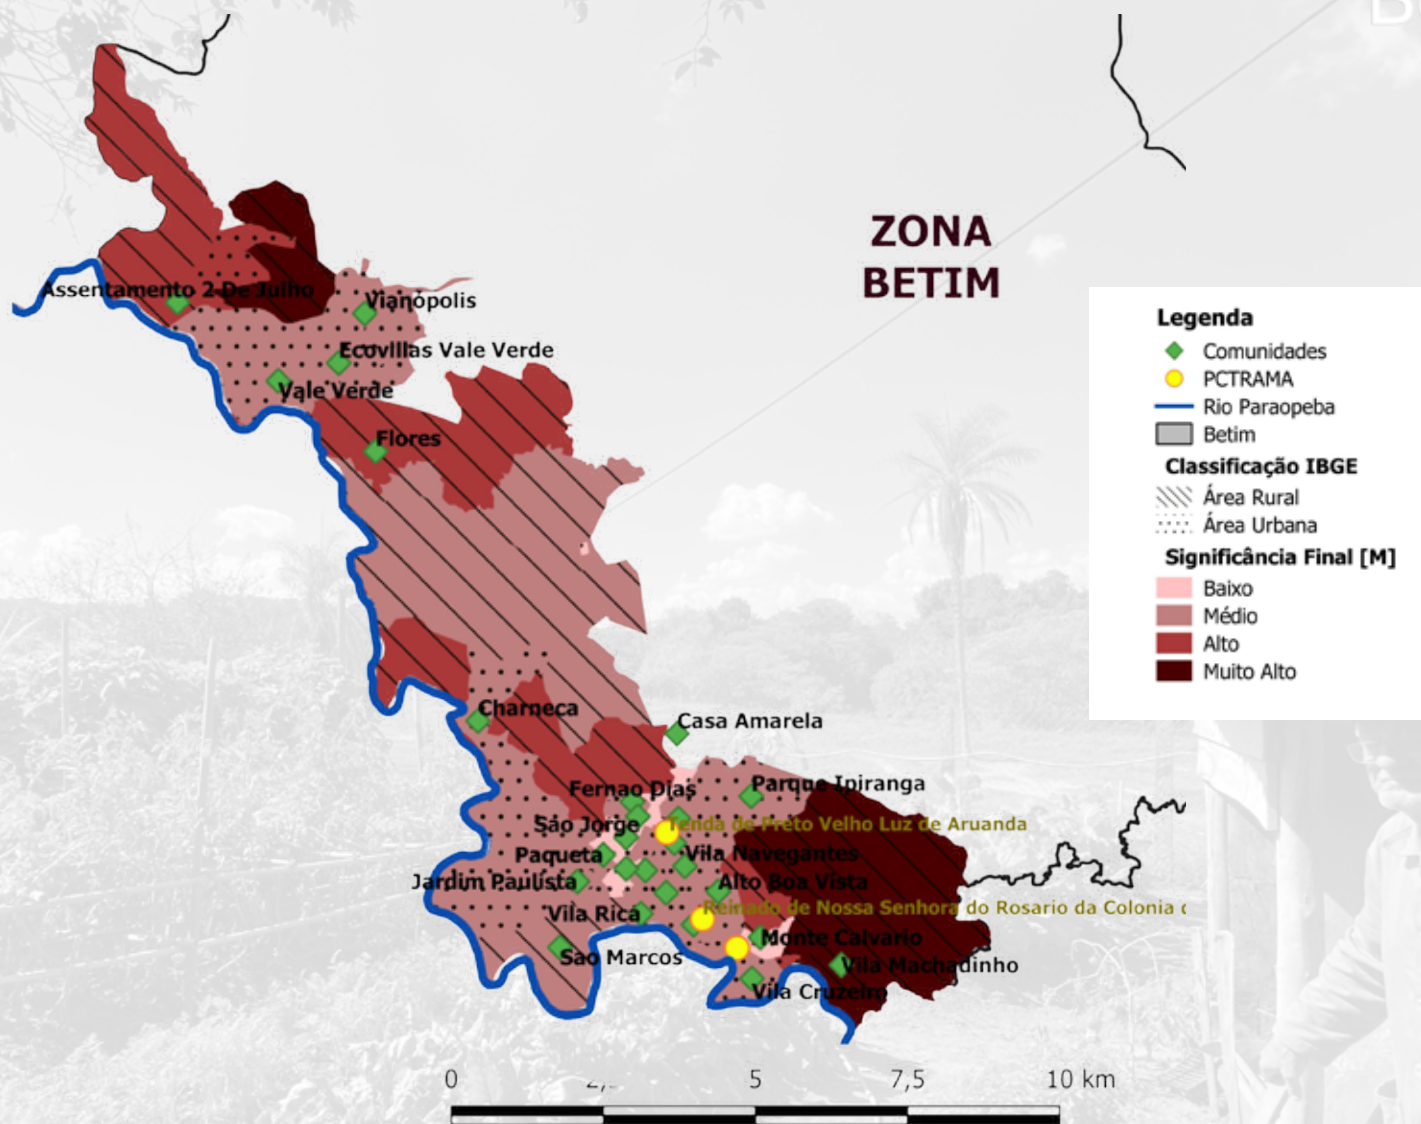 ZONA
BETIM
Assentamento 2 De Julho
Vianópolis
Ecovillas Vale Verde
Vale Verde
Flores
Charneca
Casa Amarela
Fernao Dias
Parque Ipiranga
São Jorge
Tenda de Preto Velho Luz de Aruanda
Paqueta
Vila Navegantes
Jardim Paulista
Alto Boa Vista
Vila Rica
Reinado de Nossa Senhora do Rosario da Colonia
Monte Calvario
Sao Marcos
Vila Machadinho
Vila Cruzeiro
Legenda
Comunidades
PCTRAMA
Rio Paraopeba
Betim
Classificação IBGE
Área Rural
Área Urbana
Significância Final [M]
Baixo
Médio
Alto
Muito Alto
0 5 7,5 10 km